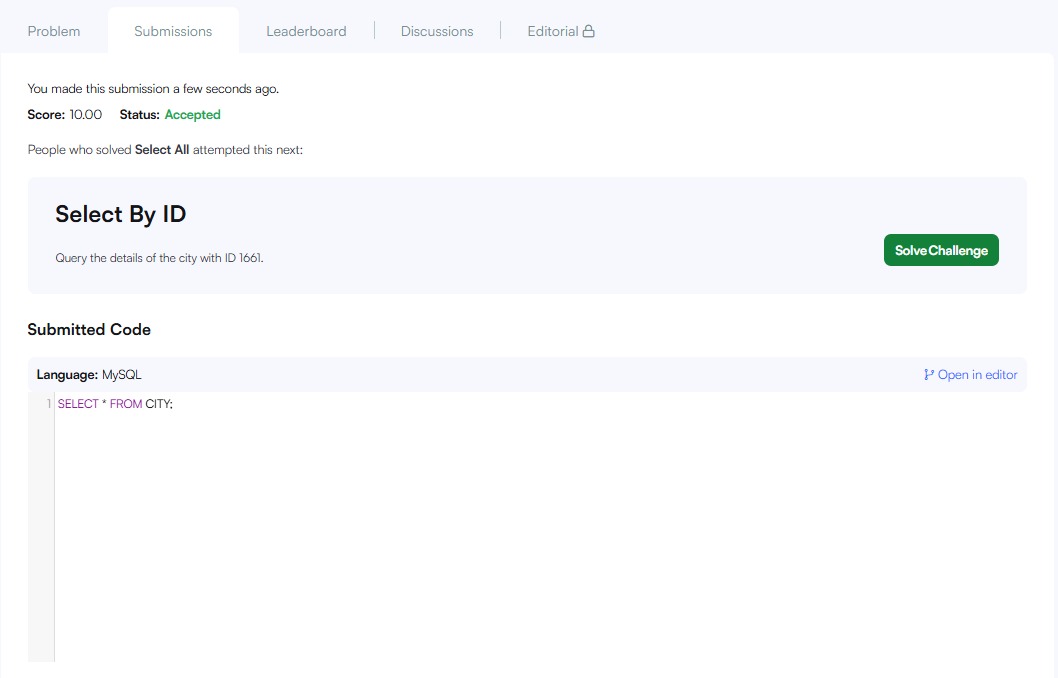 Problem Submissions Leaderboard Discussions Editorial
You made this submission a few seconds ago.
Score: 10.00 Status: Accepted
People who solved Select All attempted this next:
Select By ID
Query the details of the city with ID 1661.
Solve Challenge
Submitted Code
Language: MySQL Open in editor
1 SELECT * FROM CITY;